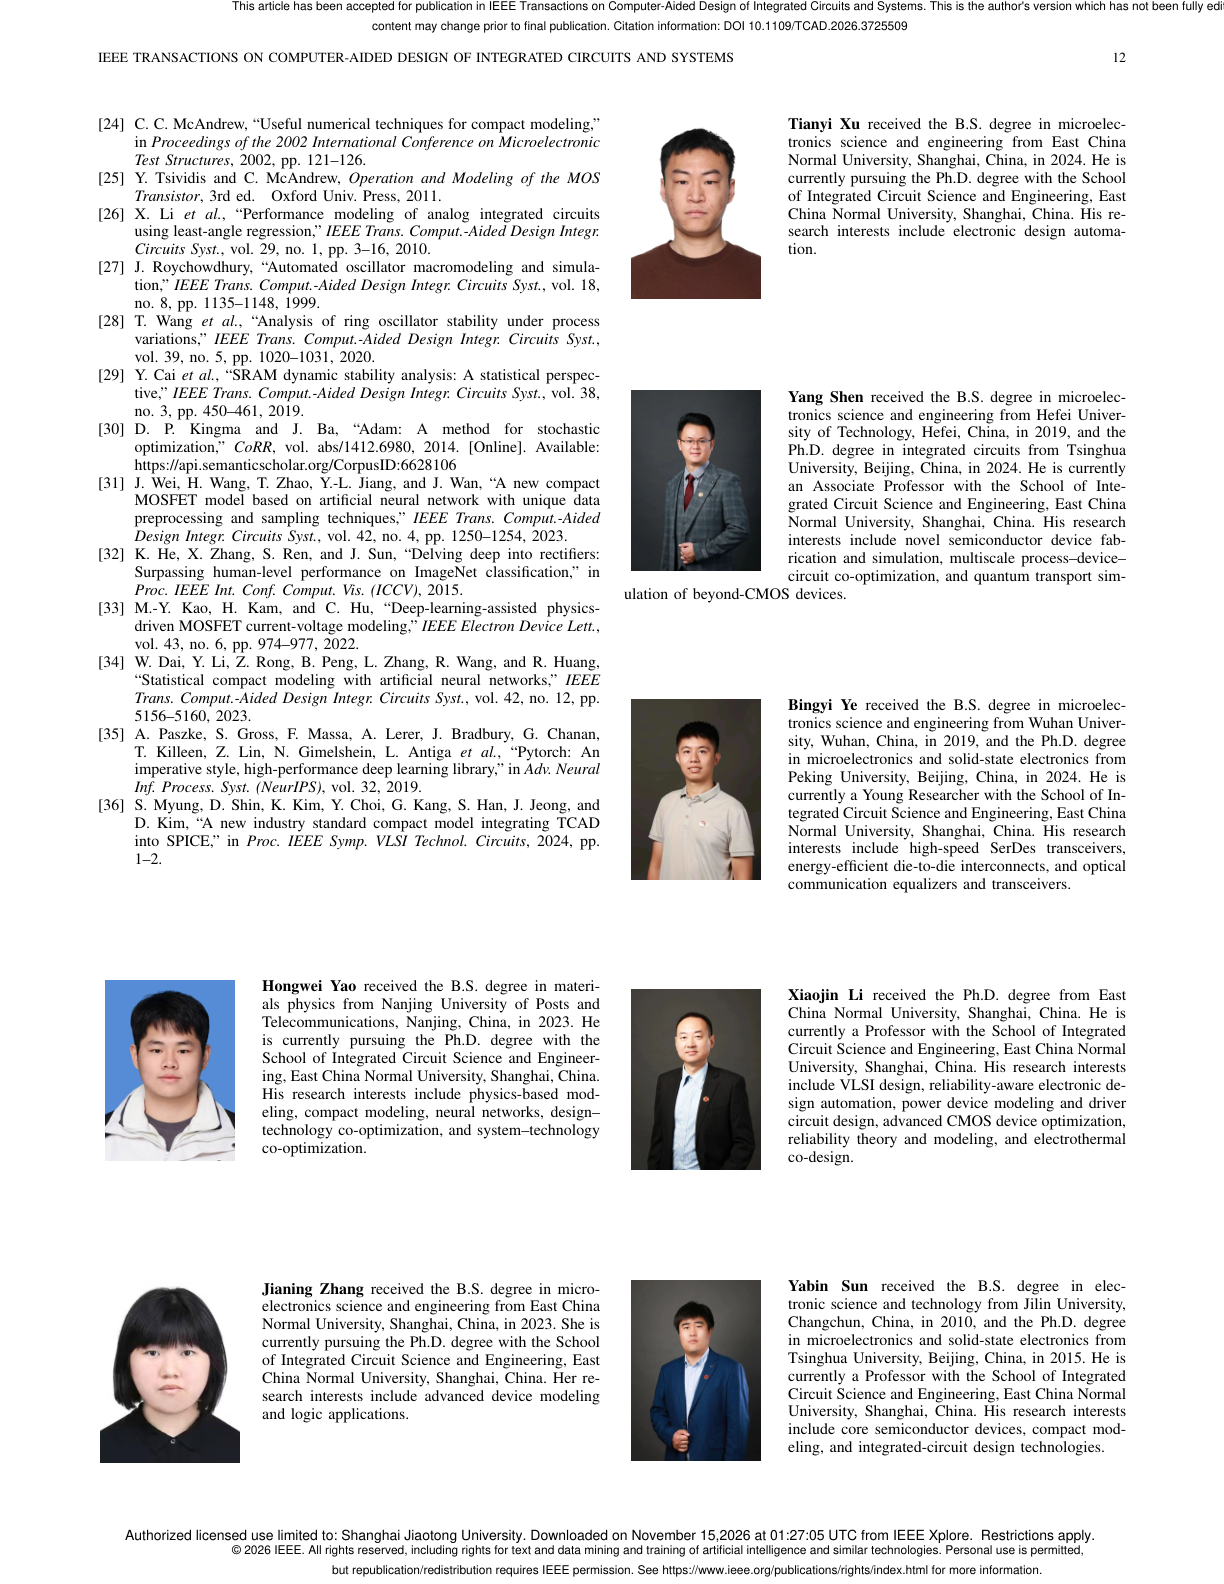 This article has been accepted for publication in IEEE Transactions on Computer-Aided Design of Integrated Circuits and Systems. This is the author's version which has not been fully edi
content may change prior to final publication. Citation information: DOI 10.1109/TCAD.2026.3725509
IEEE TRANSACTIONS ON COMPUTER-AIDED DESIGN OF INTEGRATED CIRCUITS AND SYSTEMS 12
[24] C. C. McAndrew, “Useful numerical techniques for compact modeling,”
in Proceedings of the 2002 International Conference on Microelectronic
Test Structures, 2002, pp. 121–126.
[25] Y. Tsividis and C. McAndrew, Operation and Modeling of the MOS
Transistor, 3rd ed. Oxford Univ. Press, 2011.
[26] X. Li et al., “Performance modeling of analog integrated circuits
using least-angle regression,” IEEE Trans. Comput.-Aided Design Integr.
Circuits Syst., vol. 29, no. 1, pp. 3–16, 2010.
[27] J. Roychowdhury, “Automated oscillator macromodeling and simula-
tion,” IEEE Trans. Comput.-Aided Design Integr. Circuits Syst., vol. 18,
no. 8, pp. 1135–1148, 1999.
[28] T. Wang et al., “Analysis of ring oscillator stability under process
variations,” IEEE Trans. Comput.-Aided Design Integr. Circuits Syst.,
vol. 39, no. 5, pp. 1020–1031, 2020.
[29] Y. Cai et al., “SRAM dynamic stability analysis: A statistical perspec-
tive,” IEEE Trans. Comput.-Aided Design Integr. Circuits Syst., vol. 38,
no. 3, pp. 450–461, 2019.
[30] D. P. Kingma and J. Ba, “Adam: A method for stochastic
optimization,” CoRR, vol. abs/1412.6980, 2014. [Online]. Available:
https://api.semanticscholar.org/CorpusID:6628106
[31] J. Wei, H. Wang, T. Zhao, Y.-L. Jiang, and J. Wan, “A new compact
MOSFET model based on artificial neural network with unique data
preprocessing and sampling techniques,” IEEE Trans. Comput.-Aided
Design Integr. Circuits Syst., vol. 42, no. 4, pp. 1250–1254, 2023.
[32] K. He, X. Zhang, S. Ren, and J. Sun, “Delving deep into rectifiers:
Surpassing human-level performance on ImageNet classification,” in
Proc. IEEE Int. Conf. Comput. Vis. (ICCV), 2015.
[33] M.-Y. Kao, H. Kam, and C. Hu, “Deep-learning-assisted physics-
driven MOSFET current-voltage modeling,” IEEE Electron Device Lett.,
vol. 43, no. 6, pp. 974–977, 2022.
[34] W. Dai, Y. Li, Z. Rong, B. Peng, L. Zhang, R. Wang, and R. Huang,
“Statistical compact modeling with artificial neural networks,” IEEE
Trans. Comput.-Aided Design Integr. Circuits Syst., vol. 42, no. 12, pp.
5156–5160, 2023.
[35] A. Paszke, S. Gross, F. Massa, A. Lerer, J. Bradbury, G. Chanan,
T. Killeen, Z. Lin, N. Gimelshein, L. Antiga et al., “Pytorch: An
imperative style, high-performance deep learning library,” in Adv. Neural
Inf. Process. Syst. (NeurIPS), vol. 32, 2019.
[36] S. Myung, D. Shin, K. Kim, Y. Choi, G. Kang, S. Han, J. Jeong, and
D. Kim, “A new industry standard compact model integrating TCAD
into SPICE,” in Proc. IEEE Symp. VLSI Technol. Circuits, 2024, pp.
1–2.
Hongwei Yao received the B.S. degree in materi-
als physics from Nanjing University of Posts and
Telecommunications, Nanjing, China, in 2023. He
is currently pursuing the Ph.D. degree with the
School of Integrated Circuit Science and Engineer-
ing, East China Normal University, Shanghai, China.
His research interests include physics-based mod-
eling, compact modeling, neural networks, design–
technology co-optimization, and system–technology
co-optimization.
Jianing Zhang received the B.S. degree in micro-
electronics science and engineering from East China
Normal University, Shanghai, China, in 2023. She is
currently pursuing the Ph.D. degree with the School
of Integrated Circuit Science and Engineering, East
China Normal University, Shanghai, China. Her re-
search interests include advanced device modeling
and logic applications.
Tianyi Xu received the B.S. degree in microelec-
tronics science and engineering from East China
Normal University, Shanghai, China, in 2024. He is
currently pursuing the Ph.D. degree with the School
of Integrated Circuit Science and Engineering, East
China Normal University, Shanghai, China. His re-
search interests include electronic design automa-
tion.
Yang Shen received the B.S. degree in microelec-
tronics science and engineering from Hefei Univer-
sity of Technology, Hefei, China, in 2019, and the
Ph.D. degree in integrated circuits from Tsinghua
University, Beijing, China, in 2024. He is currently
an Associate Professor with the School of Inte-
grated Circuit Science and Engineering, East China
Normal University, Shanghai, China. His research
interests include novel semiconductor device fab-
rication and simulation, multiscale process–device–
circuit co-optimization, and quantum transport sim-
ulation of beyond-CMOS devices.
Bingyi Ye received the B.S. degree in microelec-
tronics science and engineering from Wuhan Univer-
sity, Wuhan, China, in 2019, and the Ph.D. degree
in microelectronics and solid-state electronics from
Peking University, Beijing, China, in 2024. He is
currently a Young Researcher with the School of In-
tegrated Circuit Science and Engineering, East China
Normal University, Shanghai, China. His research
interests include high-speed SerDes transceivers,
energy-efficient die-to-die interconnects, and optical
communication equalizers and transceivers.
Xiaojin Li received the Ph.D. degree from East
China Normal University, Shanghai, China. He is
currently a Professor with the School of Integrated
Circuit Science and Engineering, East China Normal
University, Shanghai, China. His research interests
include VLSI design, reliability-aware electronic de-
sign automation, power device modeling and driver
circuit design, advanced CMOS device optimization,
reliability theory and modeling, and electrothermal
co-design.
Yabin Sun received the B.S. degree in elec-
tronic science and technology from Jilin University,
Changchun, China, in 2010, and the Ph.D. degree
in microelectronics and solid-state electronics from
Tsinghua University, Beijing, China, in 2015. He is
currently a Professor with the School of Integrated
Circuit Science and Engineering, East China Normal
University, Shanghai, China. His research interests
include core semiconductor devices, compact mod-
eling, and integrated-circuit design technologies.
Authorized licensed use limited to: Shanghai Jiaotong University. Downloaded on November 15,2026 at 01:27:05 UTC from IEEE Xplore. Restrictions apply.
© 2026 IEEE. All rights reserved, including rights for text and data mining and training of artificial intelligence and similar technologies. Personal use is permitted,
but republication/redistribution requires IEEE permission. See https://www.ieee.org/publications/rights/index.html for more information.